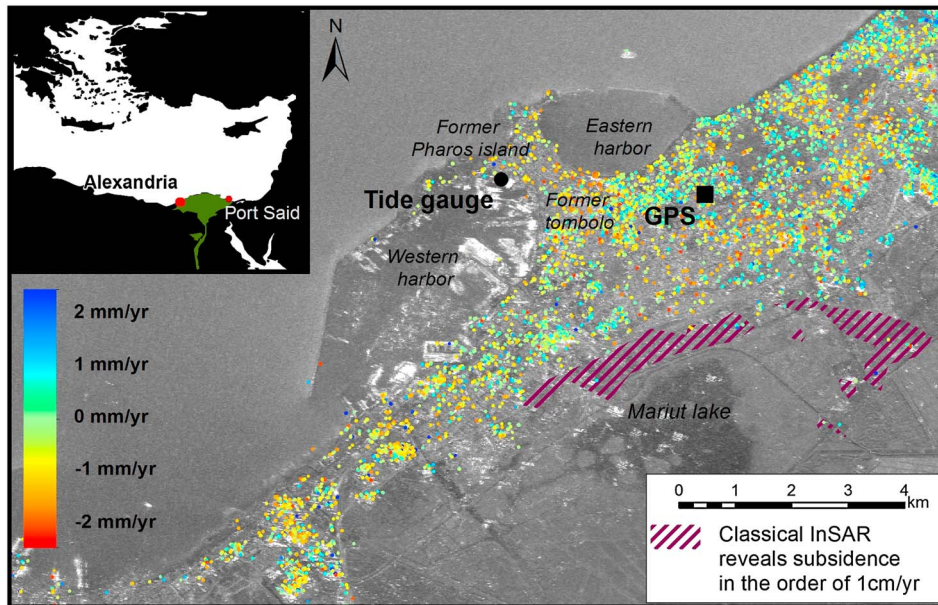 N
Alexandria
Port Said
Former
Pharos island
Eastern
harbor
Tide gauge
Former
tombolo
GPS
Western
harbor
Mariut lake
2 mm/yr
1 mm/yr
0 mm/yr
-1 mm/yr
-2 mm/yr
0 1 2 3 4
km
Classical InSAR
reveals subsidence
in the order of 1cm/yr